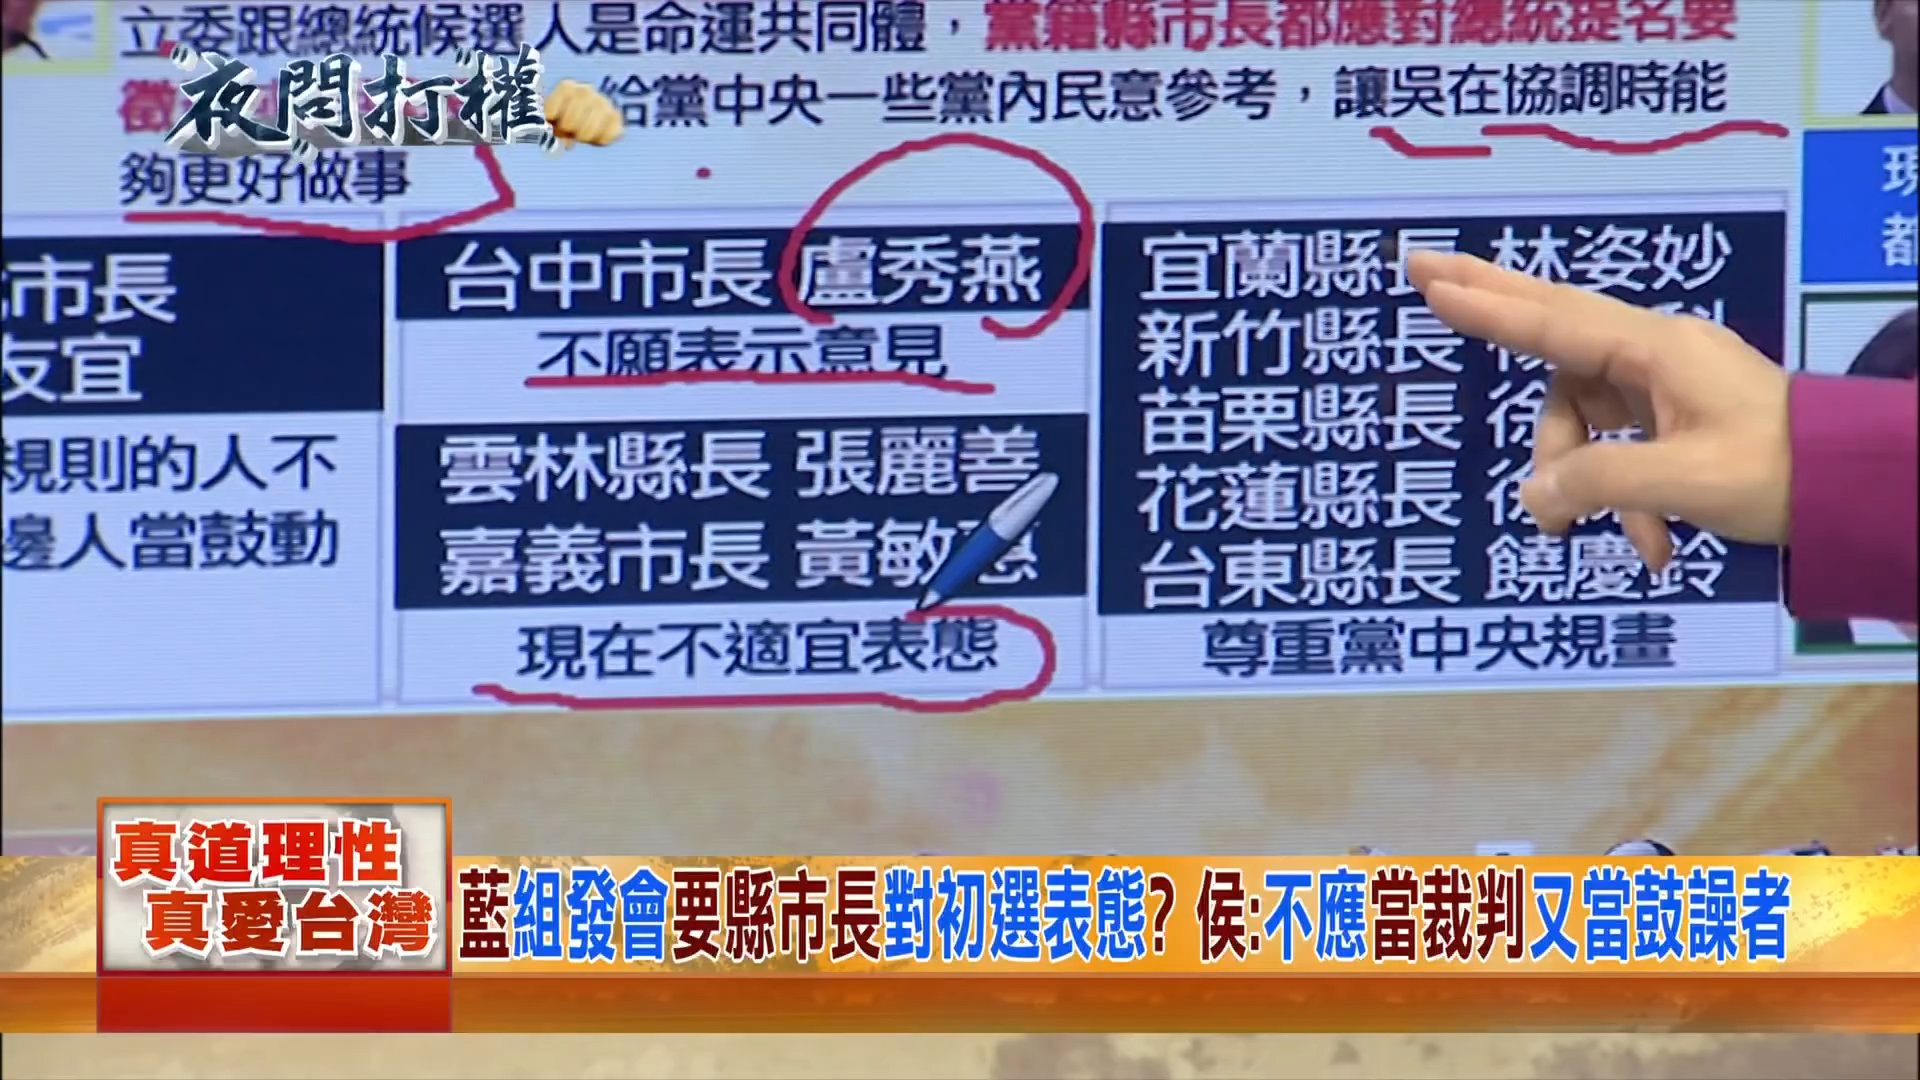 立委跟總統候選人是命運共同體，黨籍縣市長都應對總統提名要
徵
給黨中央一些黨內民意參考，讓吳在協調時能
夠更好做事
"夜"問"打"權"
市長
友宜
規則的人不
邊人當鼓動
台中市長 盧秀燕
不願表示意見
雲林縣長 張麗善
嘉義市長 黃敏
現在不適宜表態
宜蘭縣長 林姿妙
新竹縣長
苗栗縣長 徐
花蓮縣長 徐
台東縣長 饒慶鈴
尊重黨中央規畫
現
都
真道理性
真愛台灣
藍組發會要縣市長對初選表態? 侯:不應當裁判又當鼓譟者